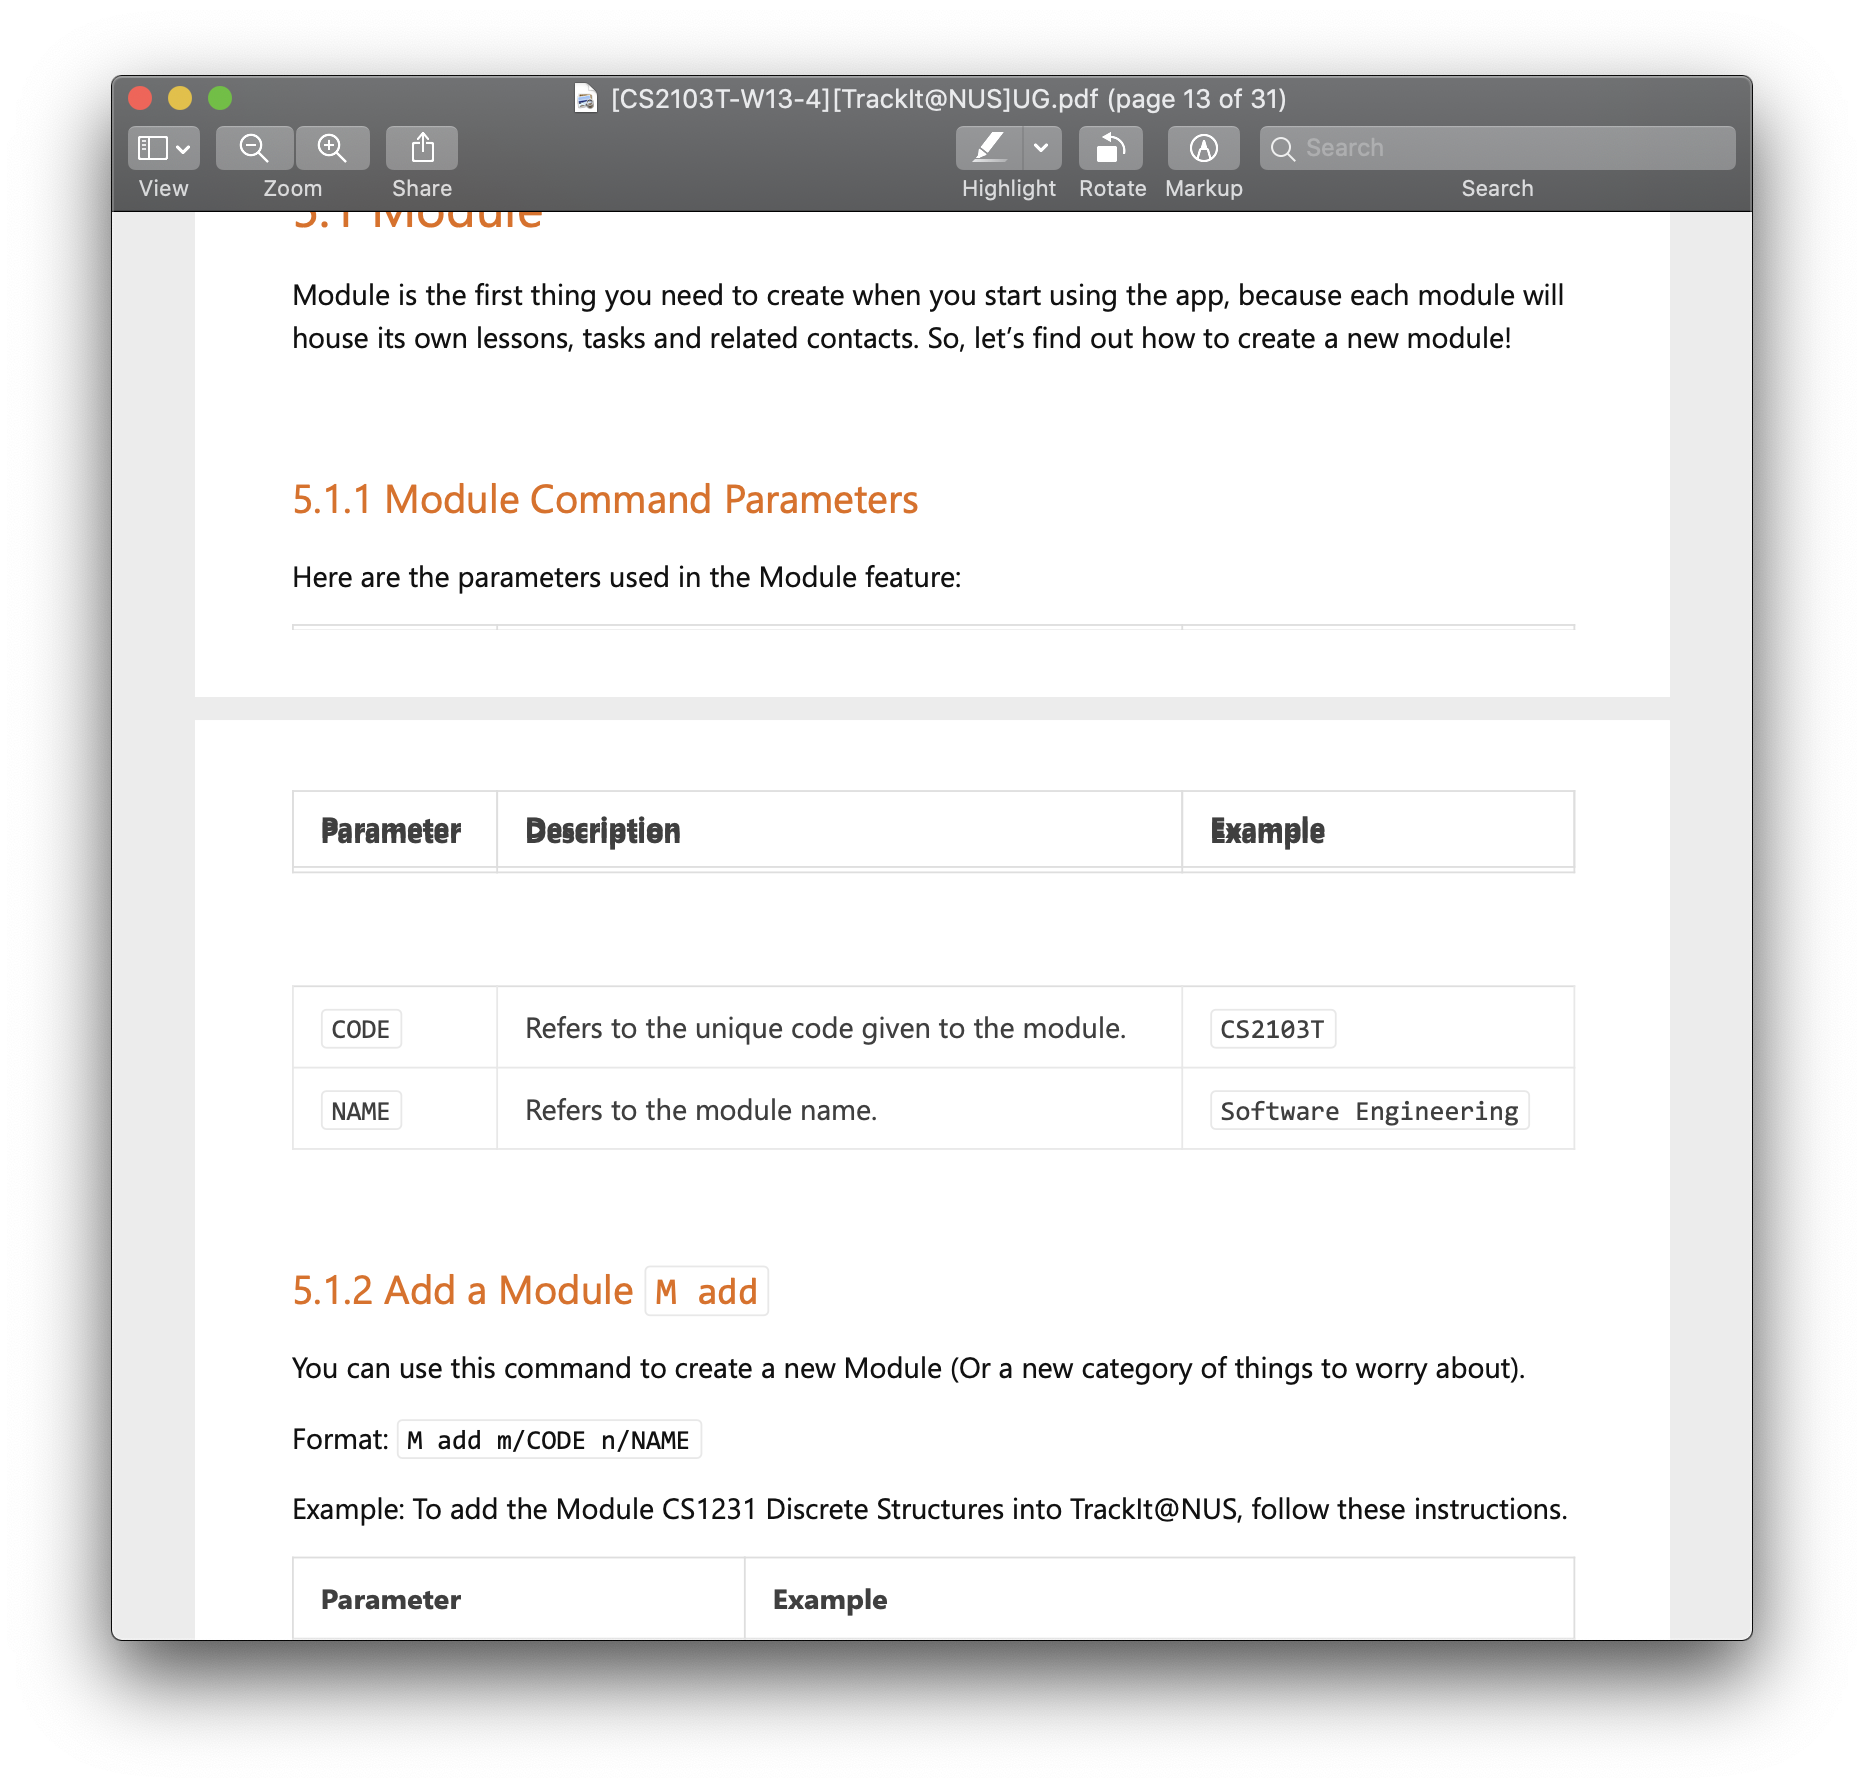 [CS2103T-W13-4][TrackIt@NUS]UG.pdf (page 13 of 31)
Search
View Zoom Share Highlight Rotate Markup Search
5.1 Module
Module is the first thing you need to create when you start using the app, because each module will
house its own lessons, tasks and related contacts. So, let’s find out how to create a new module!
5.1.1 Module Command Parameters
Here are the parameters used in the Module feature:
Parameter Description Example
CODE Refers to the unique code given to the module. CS2103T
NAME Refers to the module name. Software Engineering
5.1.2 Add a Module M add
You can use this command to create a new Module (Or a new category of things to worry about).
Format: M add m/CODE n/NAME
Example: To add the Module CS1231 Discrete Structures into TrackIt@NUS, follow these instructions.
Parameter Example